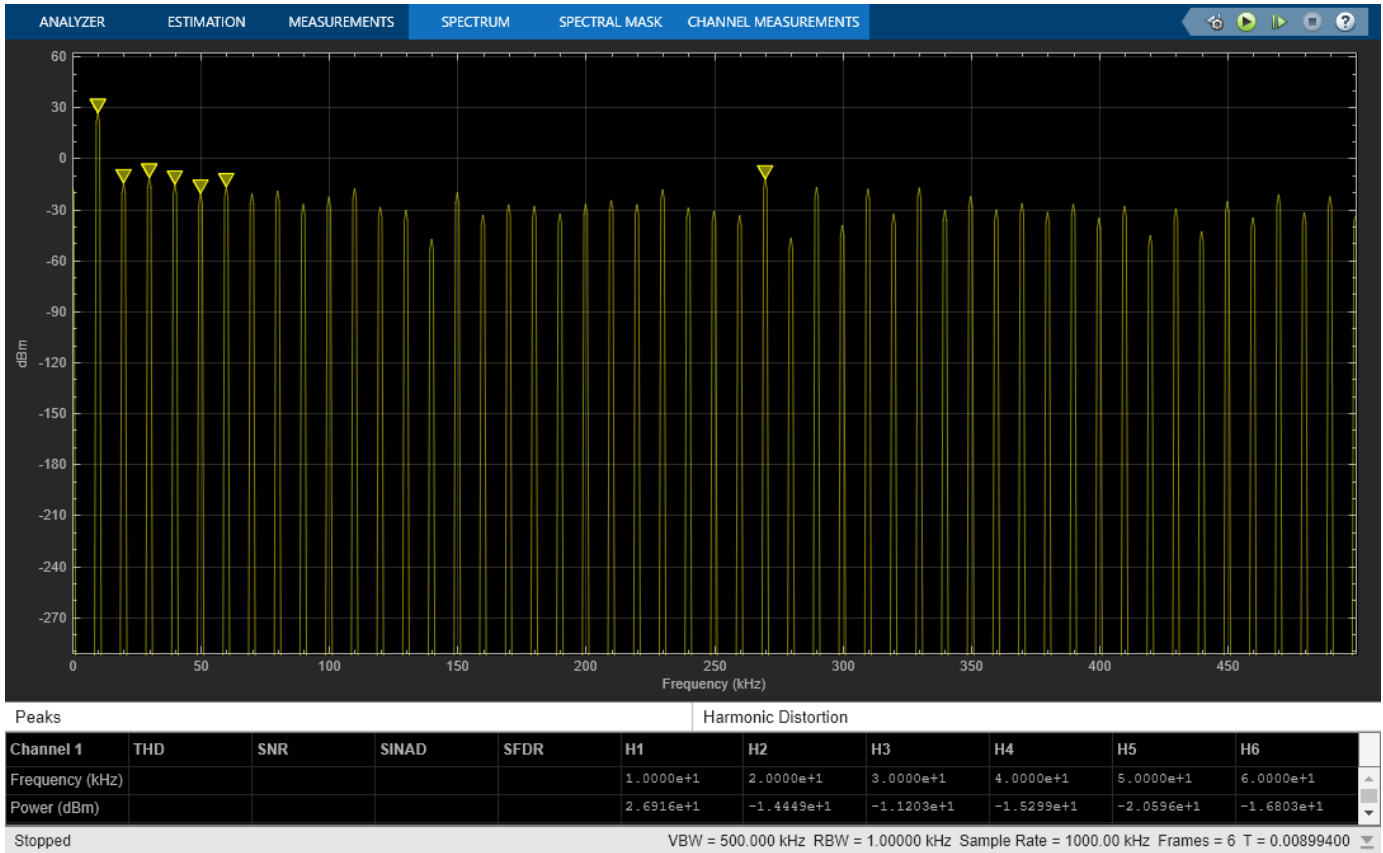 ANALYZER ESTIMATION MEASUREMENTS SPECTRUM SPECTRAL MASK CHANNEL MEASUREMENTS ?
60
30
0
-30
-60
-90
-120
-150
-180
-210
-240
-270
dBm
0 50 100 150 200 250 300 350 400 450
Frequency (kHz)
Peaks Harmonic Distortion
Channel 1 THD SNR SINAD SFDR H1 H2 H3 H4 H5 H6
Frequency (kHz) 1.0000e+1 2.0000e+1 3.0000e+1 4.0000e+1 5.0000e+1 6.0000e+1
Power (dBm) 2.6916e+1 -1.4449e+1 -1.1203e+1 -1.5299e+1 -2.0596e+1 -1.6803e+1
Stopped VBW = 500.000 kHz RBW = 1.00000 kHz Sample Rate = 1000.00 kHz Frames = 6 T = 0.00899400